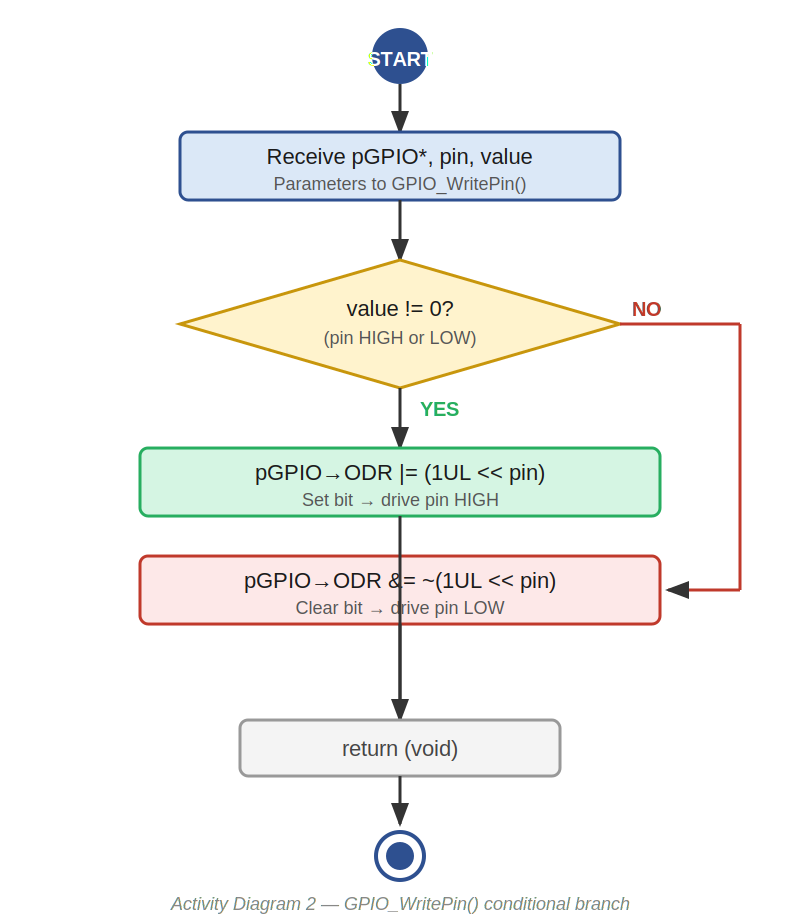 START
Receive pGPIO*, pin, value
Parameters to GPIO_WritePin()
value != 0?
(pin HIGH or LOW)
NO
YES
pGPIO→ODR |= (1UL << pin)
Set bit → drive pin HIGH
pGPIO→ODR &= ~(1UL << pin)
Clear bit → drive pin LOW
return (void)
Activity Diagram 2 — GPIO_WritePin() conditional branch